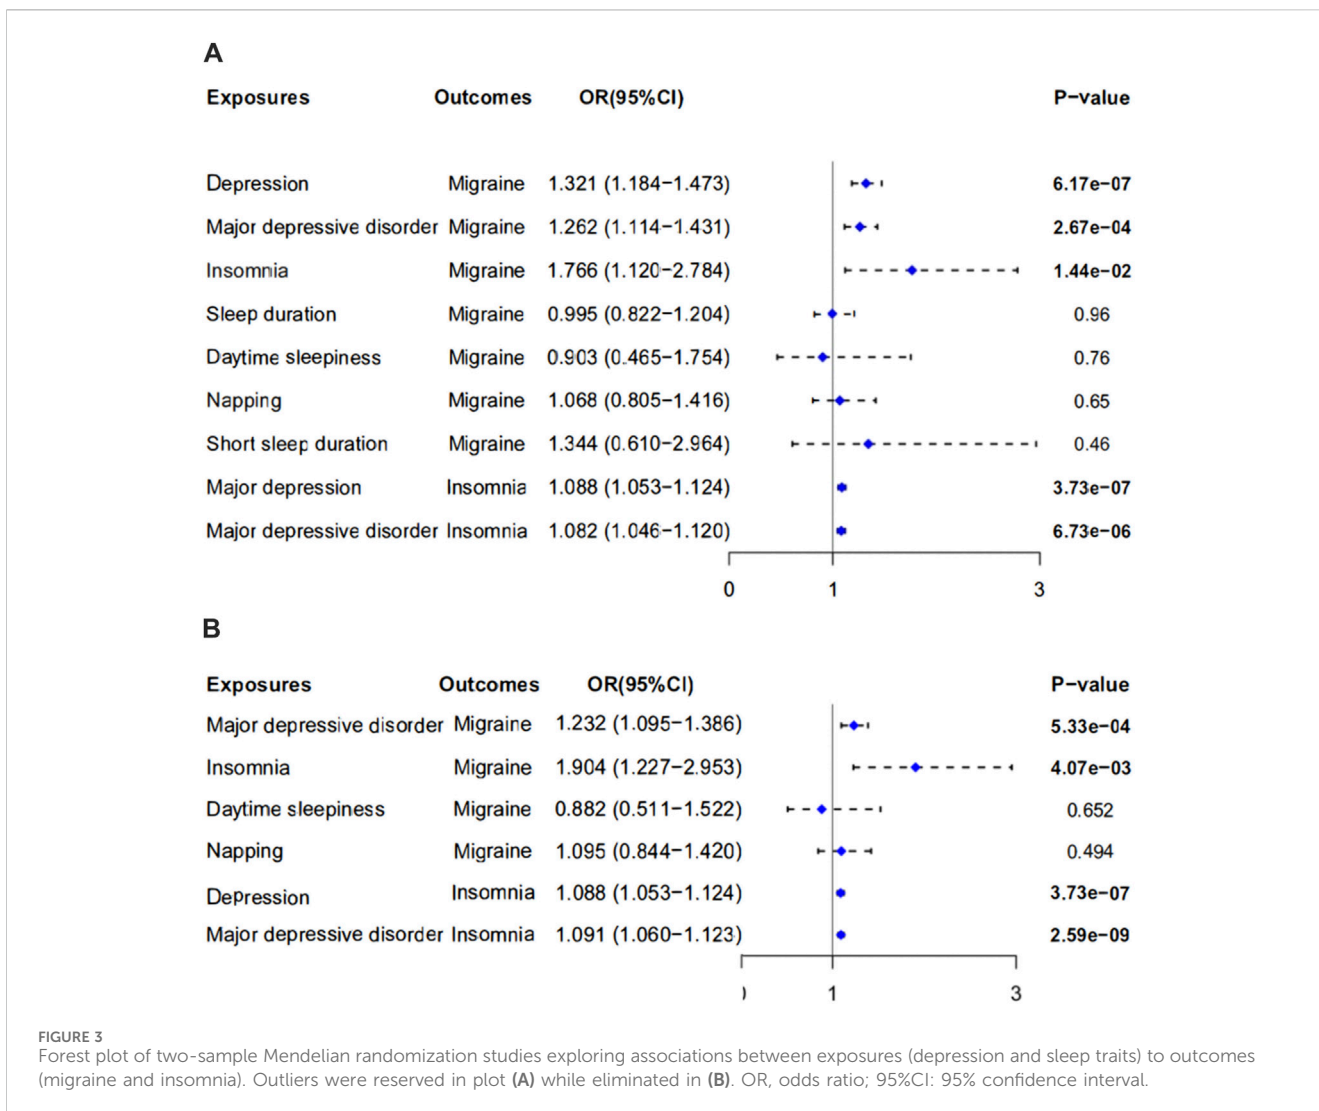 A
Exposures Outcomes OR(95%CI) P−value
Depression Migraine 1.321 (1.184−1.473) 6.17e−07
Major depressive disorder Migraine 1.262 (1.114−1.431) 2.67e−04
Insomnia Migraine 1.766 (1.120−2.784) 1.44e−02
Sleep duration Migraine 0.995 (0.822−1.204) 0.96
Daytime sleepiness Migraine 0.903 (0.465−1.754) 0.76
Napping Migraine 1.068 (0.805−1.416) 0.65
Short sleep duration Migraine 1.344 (0.610−2.964) 0.46
Major depression Insomnia 1.088 (1.053−1.124) 3.73e−07
Major depressive disorder Insomnia 1.082 (1.046−1.120) 6.73e−06
0 1 3
B
Exposures Outcomes OR(95%CI) P−value
Major depressive disorder Migraine 1.232 (1.095−1.386) 5.33e−04
Insomnia Migraine 1.904 (1.227−2.953) 4.07e−03
Daytime sleepiness Migraine 0.882 (0.511−1.522) 0.652
Napping Migraine 1.095 (0.844−1.420) 0.494
Depression Insomnia 1.088 (1.053−1.124) 3.73e−07
Major depressive disorder Insomnia 1.091 (1.060−1.123) 2.59e−09
1 3
FIGURE 3
Forest plot of two-sample Mendelian randomization studies exploring associations between exposures (depression and sleep traits) to outcomes
(migraine and insomnia). Outliers were reserved in plot (A) while eliminated in (B). OR, odds ratio; 95%CI: 95% confidence interval.